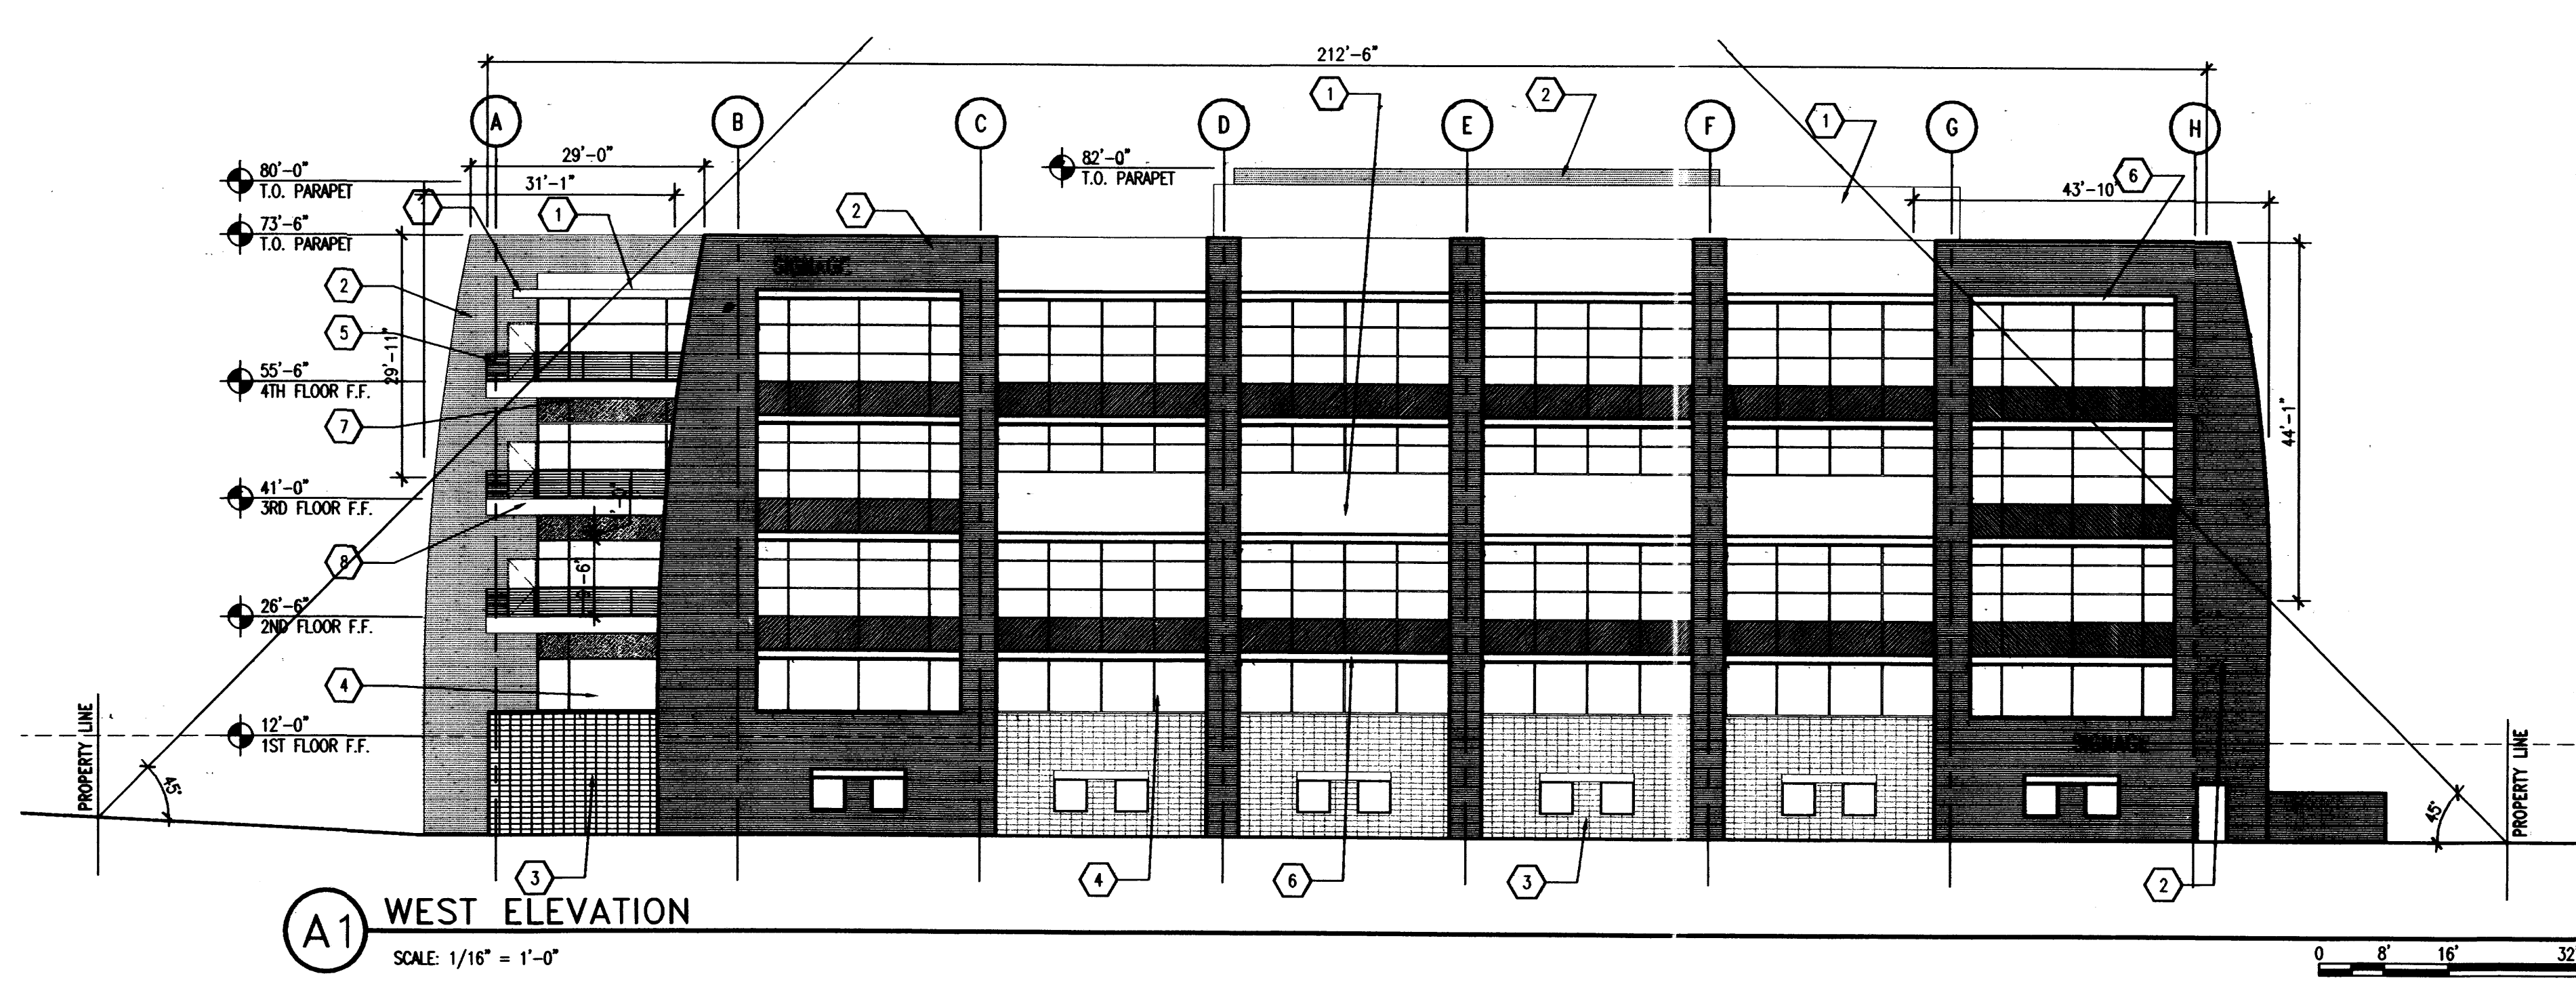 212'-6"
A
B
C
D
E
F
G
H
1
2
1
29'-0"
31'-1"
80'-0"
T.O. PARAPET
82'-0"
T.O. PARAPET
6
43'-10"
1
2
73'-6"
T.O. PARAPET
SIGNAGE
2
5
29'-11"
55'-6"
4TH FLOOR F.F.
7
44'-1"
41'-0"
3RD FLOOR F.F.
8
26'-6"
2ND FLOOR F.F.
4
12'-0"
1ST FLOOR F.F.
SIGNAGE
PROPERTY LINE
45°
PROPERTY LINE
45°
3
4
6
3
2
A1
WEST ELEVATION
SCALE: 1/16" = 1'-0"
0 8' 16'